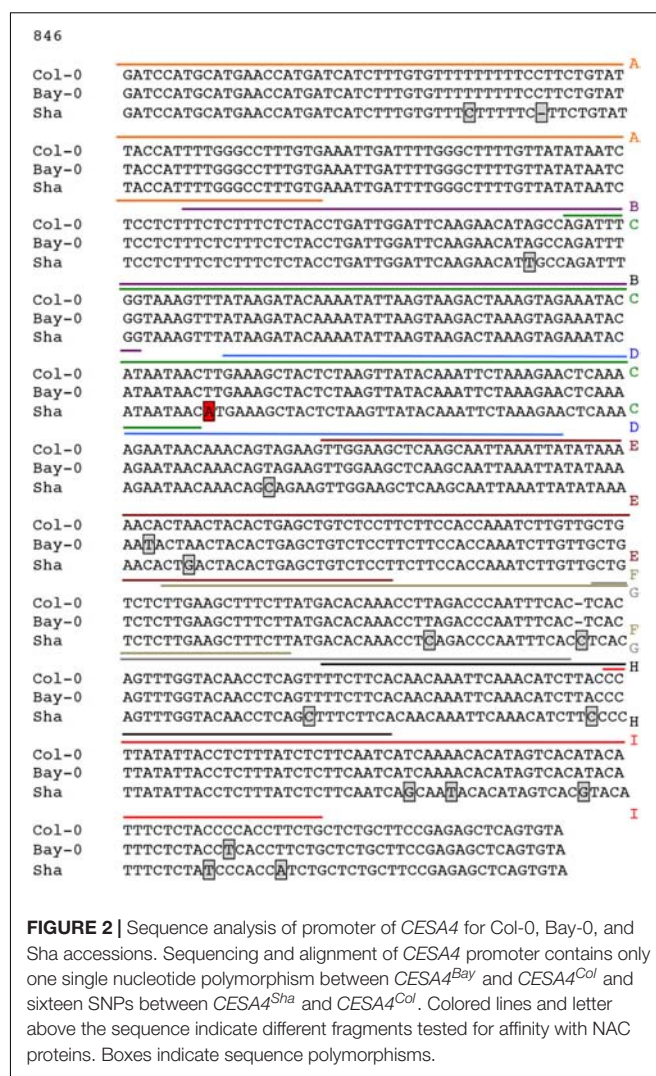 846
A
Col-0 GATCCATGCATGAACCATGATCATCTTTGTGTTTTTTTTTCCTTCTGTAT
Bay-0 GATCCATGCATGAACCATGATCATCTTTGTGTTTTTTTTTCCTTCTGTAT
Sha GATCCATGCATGAACCATGATCATCTTTGTGTTTCTTTTTC-TTCTGTAT
A
Col-0 TACCATTTTGGGCCTTTGTGAAATTGATTTTGGGCTTTTGTTATATAATC
Bay-0 TACCATTTTGGGCCTTTGTGAAATTGATTTTGGGCTTTTGTTATATAATC
Sha TACCATTTTGGGCCTTTGTGAAATTGATTTTGGGCTTTTGTTATATAATC
B
C
Col-0 TCCTCTTTCTCTTTCTCTACCTGATTGGATTCAAGAACATAGCCAGATTT
Bay-0 TCCTCTTTCTCTTTCTCTACCTGATTGGATTCAAGAACATAGCCAGATTT
Sha TCCTCTTTCTCTTTCTCTACCTGATTGGATTCAAGAACATTGCCAGATTT
B
C
Col-0 GGTAAAGTTTATAAGATACAAAATATTAAGTAAGACTAAAGTAGAAATAC
Bay-0 GGTAAAGTTTATAAGATACAAAATATTAAGTAAGACTAAAGTAGAAATAC
Sha GGTAAAGTTTATAAGATACAAAATATTAAGTAAGACTAAAGTAGAAATAC
D
C
Col-0 ATAATAACTTGAAAGCTACTCTAAGTTATACAAATTCTAAAGAACTCAAA
Bay-0 ATAATAACTTGAAAGCTACTCTAAGTTATACAAATTCTAAAGAACTCAAA
Sha ATAATAACATGAAAGCTACTCTAAGTTATACAAATTCTAAAGAACTCAAA
C
D
E
Col-0 AGAATAACAAACAGTAGAAGTTGGAAGCTCAAGCAATTAAATTATATAAA
Bay-0 AGAATAACAAACAGTAGAAGTTGGAAGCTCAAGCAATTAAATTATATAAA
Sha AGAATAACAAACAGCAGAAGTTGGAAGCTCAAGCAATTAAATTATATAAA
E
Col-0 AACACTAACTACACTGAGCTGTCTCCTTCTTCCACCAAATCTTGTTGCTG
Bay-0 AATACTAACTACACTGAGCTGTCTCCTTCTTCCACCAAATCTTGTTGCTG
Sha AACACTGACTACACTGAGCTGTCTCCTTCTTCCACCAAATCTTGTTGCTG
E
F
G
Col-0 TCTCTTGAAGCTTTCTTATGACACAAACCTTAGACCCAATTTCAC-TCAC
Bay-0 TCTCTTGAAGCTTTCTTATGACACAAACCTTAGACCCAATTTCAC-TCAC
Sha TCTCTTGAAGCTTTCTTATGACACAAACCTCAGACCCAATTTCACCTCAC
F
G
H
Col-0 AGTTTGGTACAACCTCAGTTTTCTTCACAACAAATTCAAACATCTTACCC
Bay-0 AGTTTGGTACAACCTCAGTTTTCTTCACAACAAATTCAAACATCTTACCC
Sha AGTTTGGTACAACCTCAGCTTTCTTCACAACAAATTCAAACATCTTCCCC
H
I
Col-0 TTATATTACCTCTTTATCTCTTCAATCATCAAAACACATAGTCACATACA
Bay-0 TTATATTACCTCTTTATCTCTTCAATCATCAAAACACATAGTCACATACA
Sha TTATATTACCTCTTTATCTCTTCAATCAGCAATACACATAGTCACGTACA
I
Col-0 TTTCTCTACCCCACCTTCTGCTCTGCTTCCGAGAGCTCAGTGTA
Bay-0 TTTCTCTACCTCACCTTCTGCTCTGCTTCCGAGAGCTCAGTGTA
Sha TTTCTCTATCCCACCATCTGCTCTGCTTCCGAGAGCTCAGTGTA
FIGURE 2 | Sequence analysis of promoter of CESA4 for Col-0, Bay-0, and
Sha accessions. Sequencing and alignment of CESA4 promoter contains only
one single nucleotide polymorphism between CESA4Bay and CESA4Col and
sixteen SNPs between CESA4Sha and CESA4Col. Colored lines and letter
above the sequence indicate different fragments tested for affinity with NAC
proteins. Boxes indicate sequence polymorphisms.